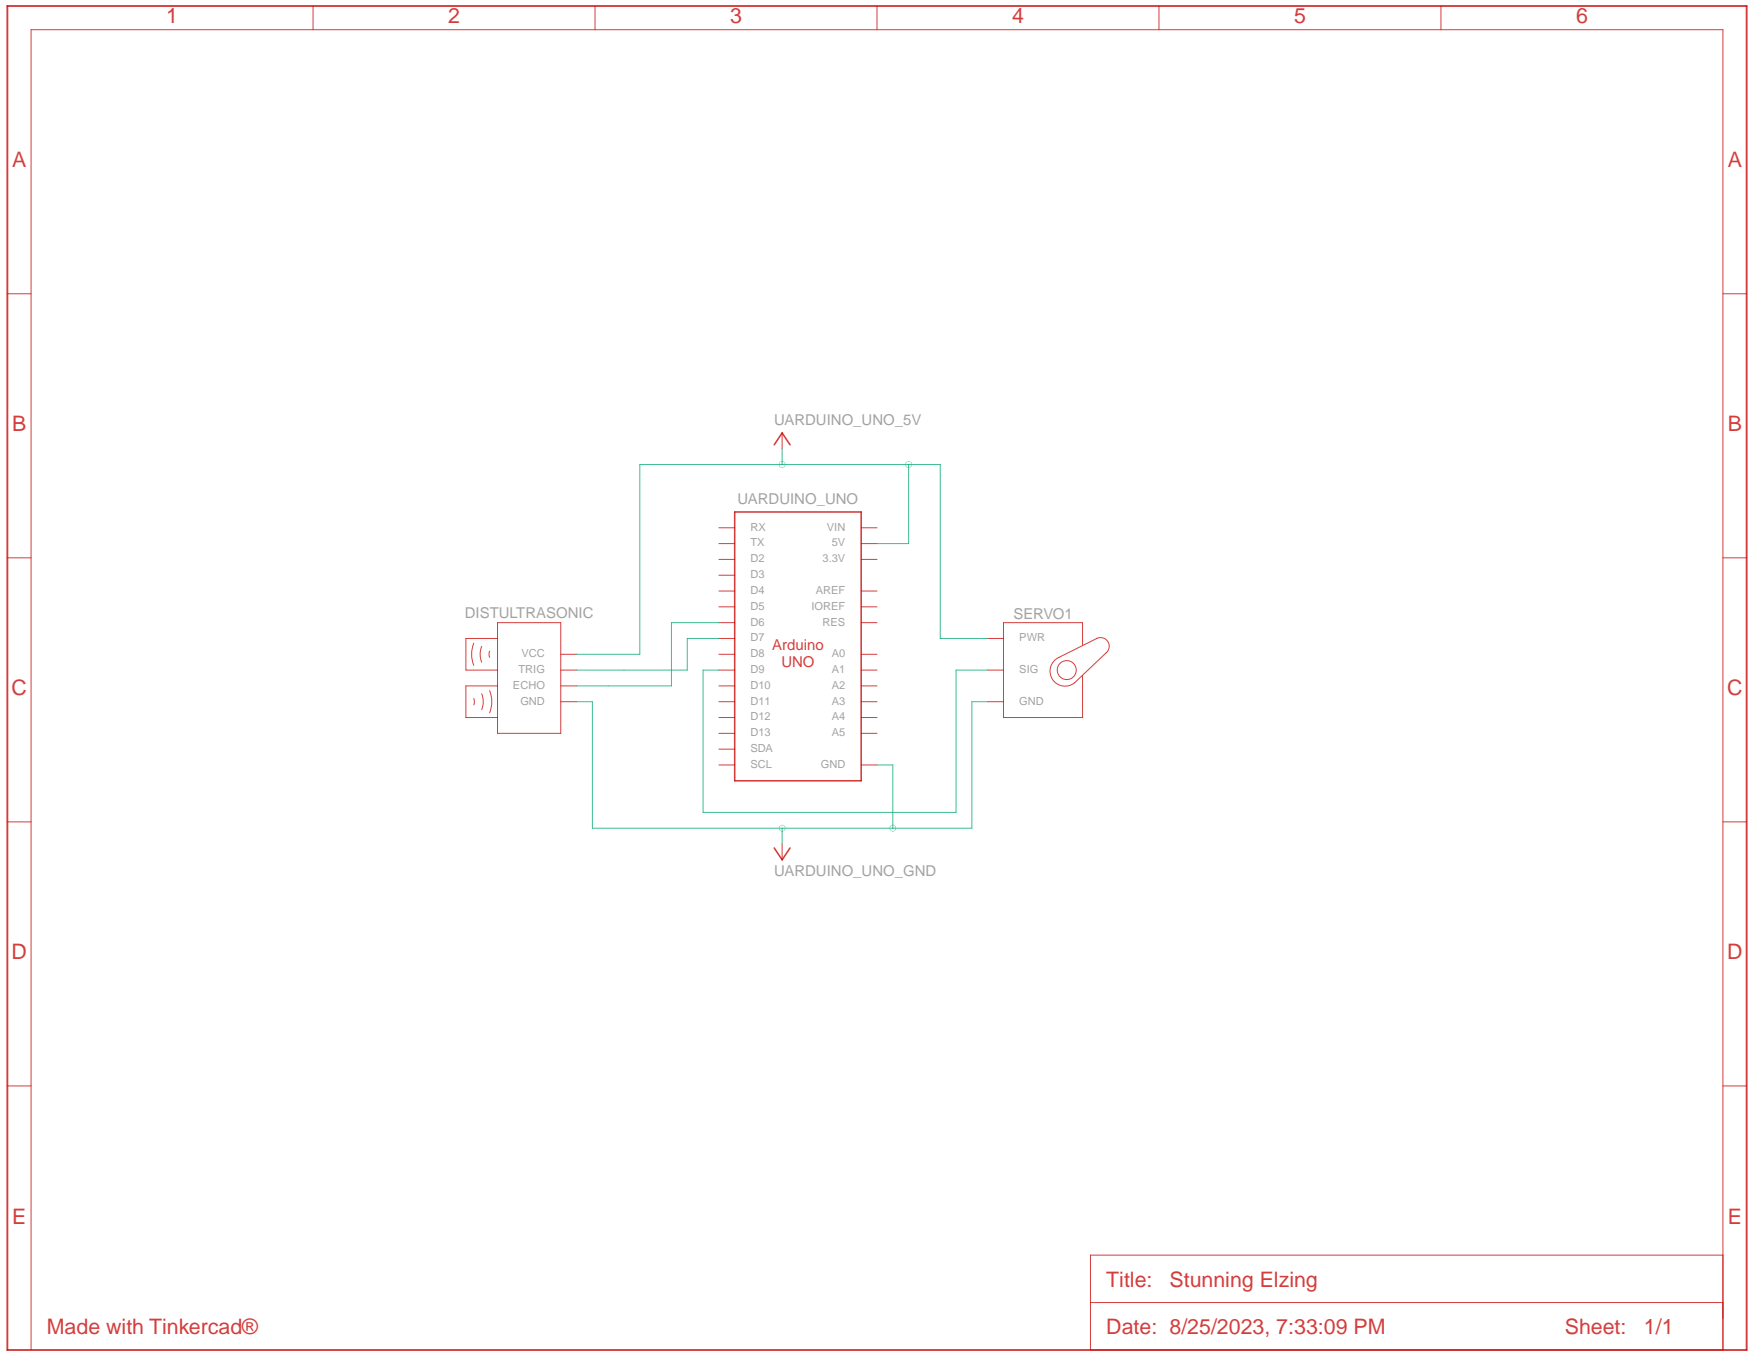 1 2 3 4 5 6
A A
B B
UARDUINO_UNO_5V
UARDUINO_UNO
RX VIN
TX 5V
D2 3.3V
D3
D4 AREF
D5 IOREF
D6 RES
D7
D8 A0
D9 A1
D10 A2
D11 A3
D12 A4
D13 A5
SDA
SCL GND
Arduino
UNO
DISTULTRASONIC
VCC
TRIG
ECHO
GND
SERVO1
PWR
SIG
GND
C C
UARDUINO_UNO_GND
D D
E E
Title: Stunning Elzing
Date: 8/25/2023, 7:33:09 PM Sheet: 1/1
Made with Tinkercad®